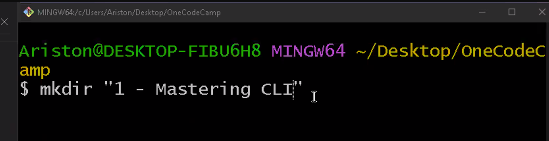 MINGW64:/c/Users/Ariston/Desktop/OneCodeCamp
Ariston@DESKTOP-FIBU6H8 MINGW64 ~/Desktop/OneCodeC
amp
$ mkdir "1 - Mastering CLI"